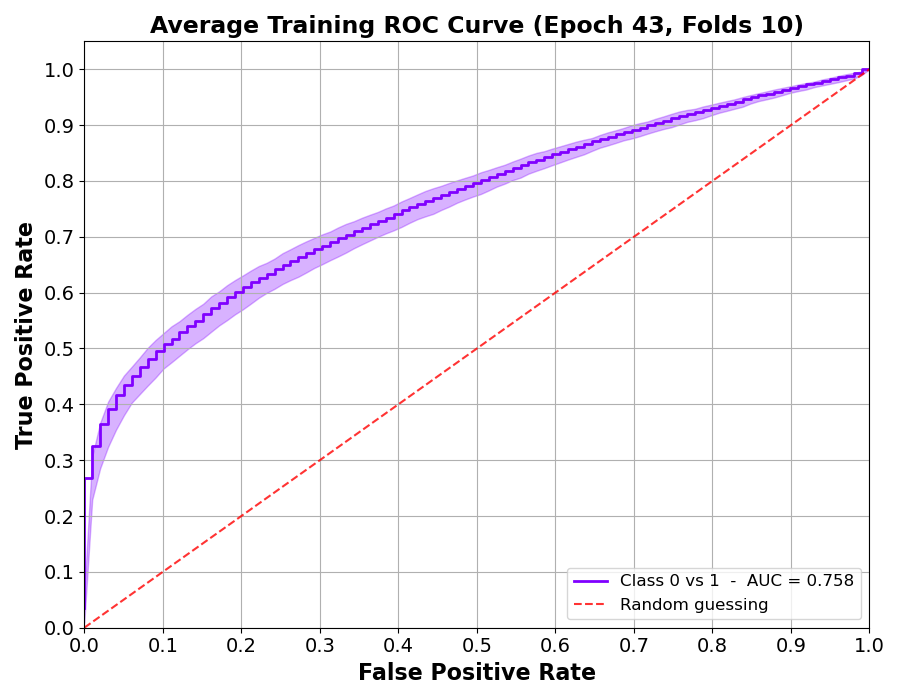 Average Training ROC Curve (Epoch 43, Folds 10)
True Positive Rate
1.0
0.9
0.8
0.7
0.6
0.5
0.4
0.3
0.2
0.1
0.0
Class 0 vs 1 - AUC = 0.758
Random guessing
0.0 0.1 0.2 0.3 0.4 0.5 0.6 0.7 0.8 0.9 1.0
False Positive Rate